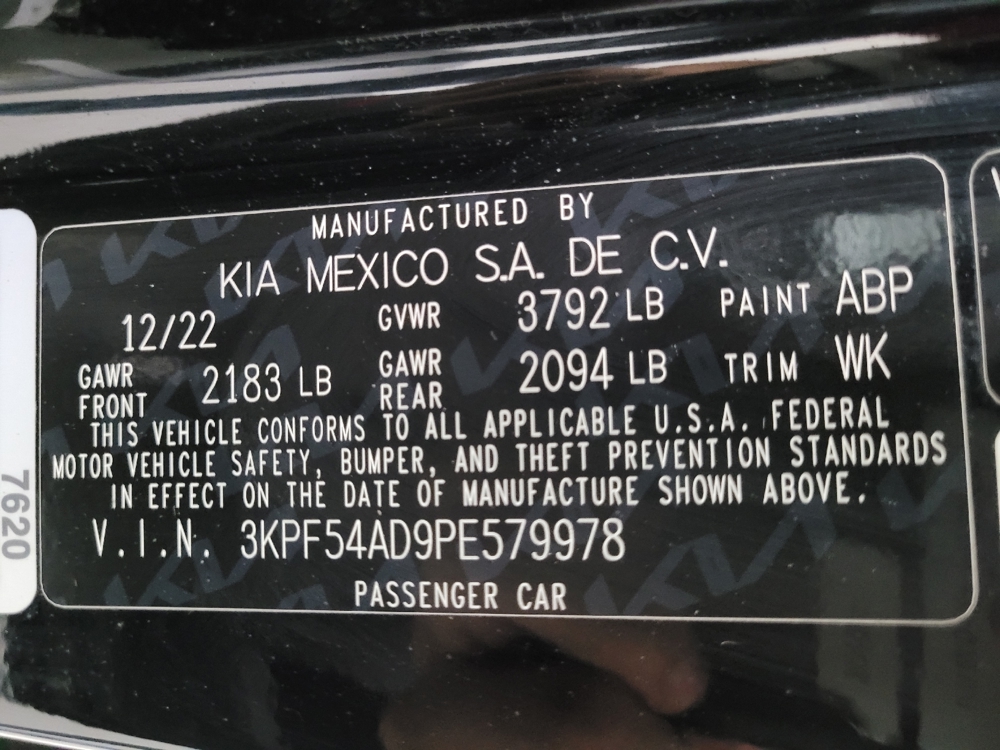 MANUFACTURED BY
KIA MEXICO S.A. DE C.V.
12/22 GVWR 3792 LB PAINT ABP
GAWR FRONT 2183 LB GAWR REAR 2094 LB TRIM WK
THIS VEHICLE CONFORMS TO ALL APPLICABLE U.S.A. FEDERAL
MOTOR VEHICLE SAFETY, BUMPER, AND THEFT PREVENTION STANDARDS
IN EFFECT ON THE DATE OF MANUFACTURE SHOWN ABOVE.
V.I.N. 3KPF54AD9PE579978
PASSENGER CAR
7620